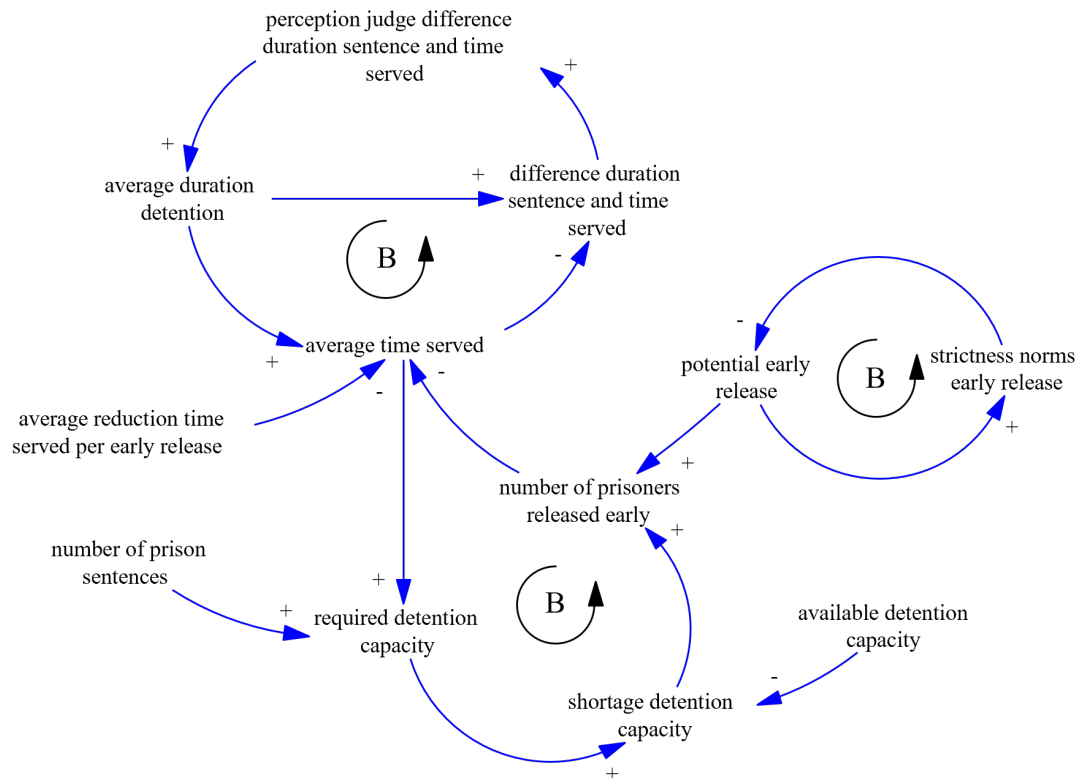 perception judge difference
duration sentence and time
served
+
+
average duration
detention
+
difference duration
sentence and time
served
B
-
+
average time served
-
-
average reduction time
served per early release
-
potential early
release
B
strictness norms
early release
+
+
number of prisoners
released early
+
number of prison
sentences
+
+
B
required detention
capacity
available detention
capacity
-
shortage detention
capacity
+